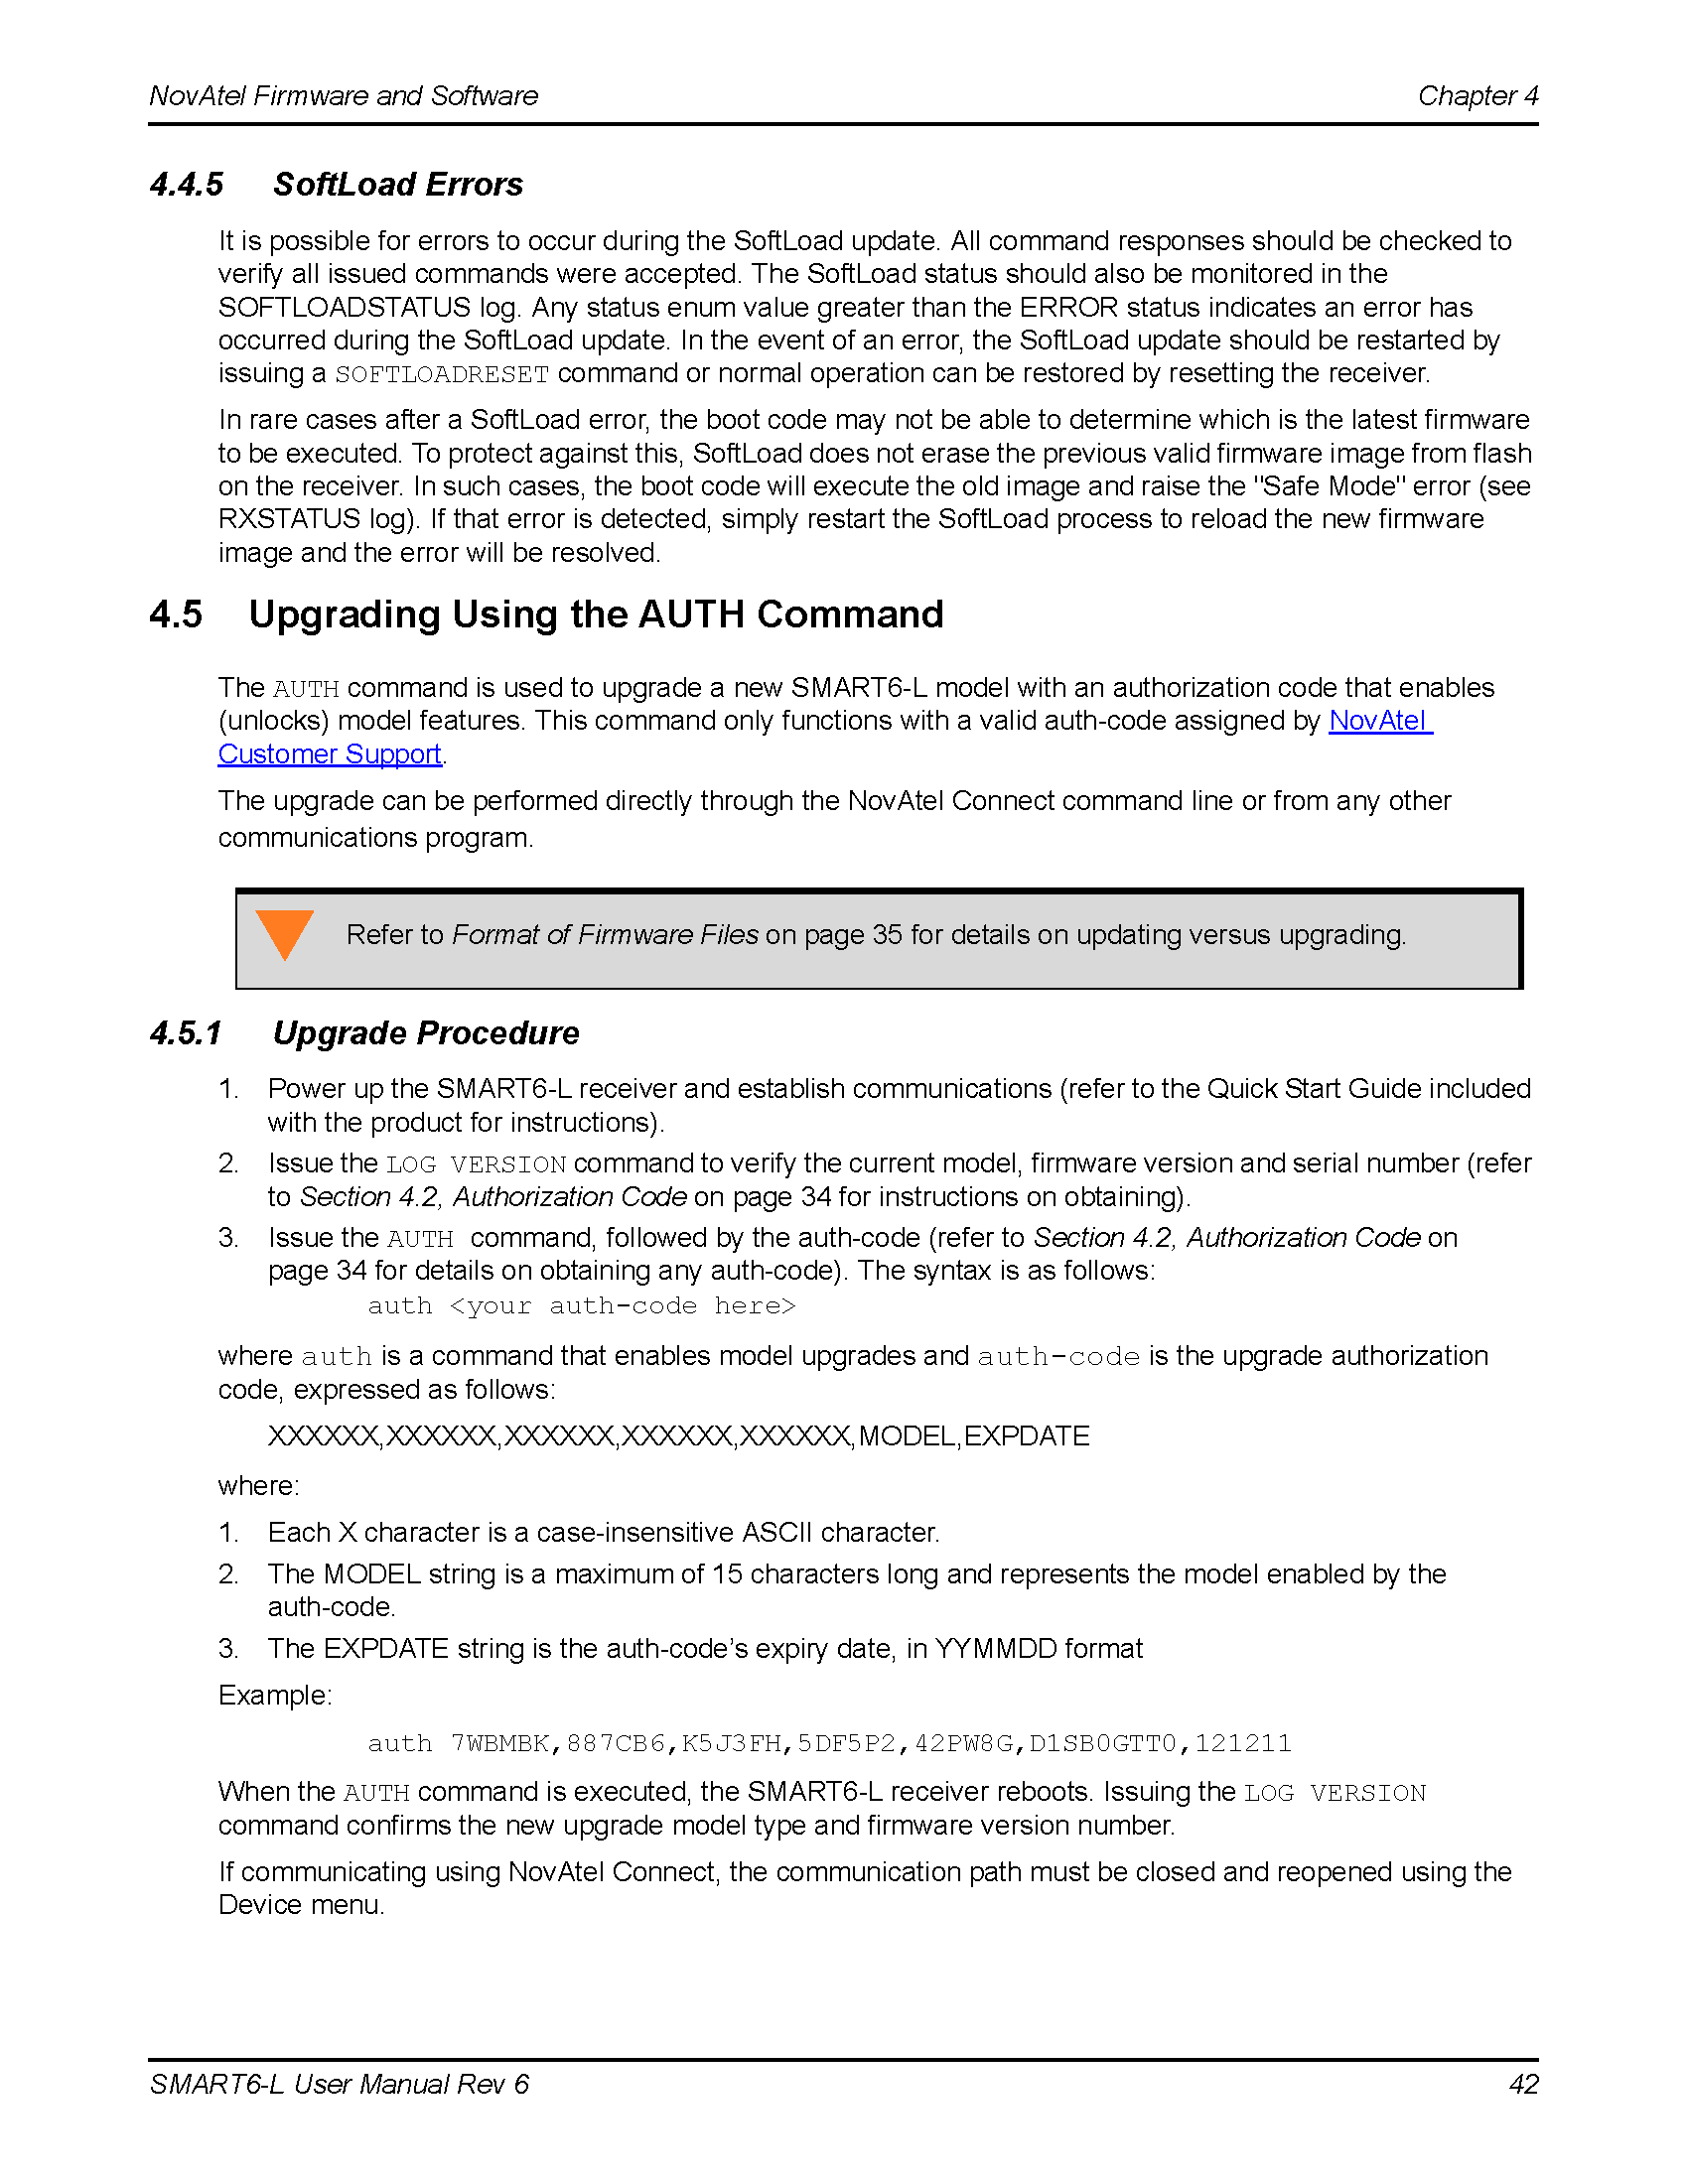 NovAtel Firmware and Software Chapter 4
4.4.5 SoftLoad Errors
It is possible for errors to occur during the SoftLoad update. All command responses should be checked to
verify all issued commands were accepted. The SoftLoad status should also be monitored in the
SOFTLOADSTATUS log. Any status enum value greater than the ERROR status indicates an error has
occurred during the SoftLoad update. In the event of an error, the SoftLoad update should be restarted by
issuing a SOFTLOADRESET command or normal operation can be restored by resetting the receiver.
In rare cases after a SoftLoad error, the boot code may not be able to determine which is the latest firmware
to be executed. To protect against this, SoftLoad does not erase the previous valid firmware image from flash
on the receiver. In such cases, the boot code will execute the old image and raise the "Safe Mode" error (see
RXSTATUS log). If that error is detected, simply restart the SoftLoad process to reload the new firmware
image and the error will be resolved.
4.5 Upgrading Using the AUTH Command
The AUTH command is used to upgrade a new SMART6-L model with an authorization code that enables
(unlocks) model features. This command only functions with a valid auth-code assigned by NovAtel
Customer Support.
The upgrade can be performed directly through the NovAtel Connect command line or from any other
communications program.
Refer to Format of Firmware Files on page 35 for details on updating versus upgrading.
4.5.1 Upgrade Procedure
1. Power up the SMART6-L receiver and establish communications (refer to the Quick Start Guide included
with the product for instructions).
2. Issue the LOG VERSION command to verify the current model, firmware version and serial number (refer
to Section 4.2, Authorization Code on page 34 for instructions on obtaining).
3. Issue the AUTH command, followed by the auth-code (refer to Section 4.2, Authorization Code on
page 34 for details on obtaining any auth-code). The syntax is as follows:
auth <your auth-code here>
where auth is a command that enables model upgrades and auth-code is the upgrade authorization
code, expressed as follows:
XXXXXX,XXXXXX,XXXXXX,XXXXXX,XXXXXX,MODEL,EXPDATE
where:
1. Each X character is a case-insensitive ASCII character.
2. The MODEL string is a maximum of 15 characters long and represents the model enabled by the
auth-code.
3. The EXPDATE string is the auth-code’s expiry date, in YYMMDD format
Example:
auth 7WBMBK,887CB6,K5J3FH,5DF5P2,42PW8G,D1SB0GTT0,121211
When the AUTH command is executed, the SMART6-L receiver reboots. Issuing the LOG VERSION
command confirms the new upgrade model type and firmware version number.
If communicating using NovAtel Connect, the communication path must be closed and reopened using the
Device menu.
SMART6-L User Manual Rev 6 42